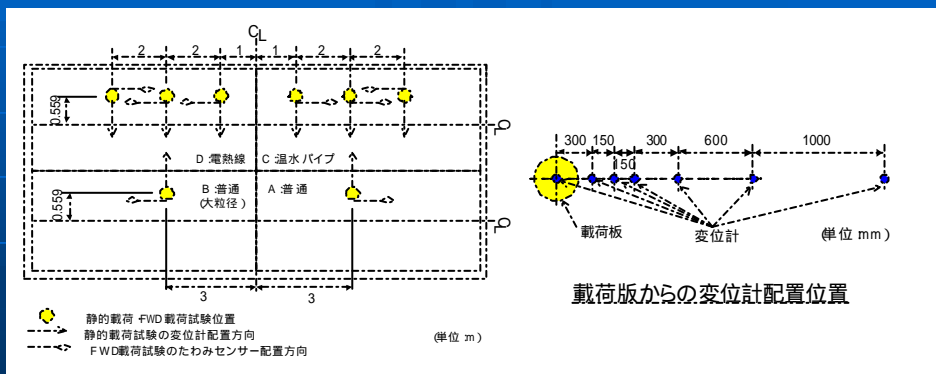 CL
2 2 1 1 2 2
0.559
CL
D :電熱線 C :温水パイプ
B :普通 A :普通
(大粒径)
0.559
CL
3 3
静的載荷・FWD載荷試験位置
静的載荷試験の変位計配置方向
FWD載荷試験のたわみセンサー配置方向
(単位:m)
300 150 300 600 1000
150
載荷板 変位計 (単位:mm)
載荷版からの変位計配置位置